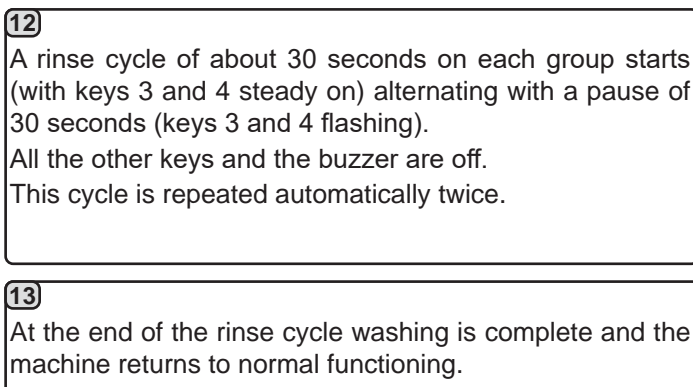 12
A rinse cycle of about 30 seconds on each group starts
(with keys 3 and 4 steady on) alternating with a pause of
30 seconds (keys 3 and 4 flashing).
All the other keys and the buzzer are off.
This cycle is repeated automatically twice.
13
At the end of the rinse cycle washing is complete and the
machine returns to normal functioning.